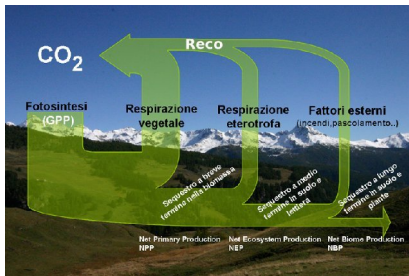 Reco
CO2
Fotosintesi
(GPP)
Respirazione
vegetale
Respirazione
eterotrofa
Fattori esterni
(incendi,pascolamento..)
Sequestro a breve
termine nella biomassa
Sequestro a medio
termine in suolo e
lettiera
Sequestro a lungo
termine in suolo e
piante
Net Primary Production
NPP
Net Ecosystem Production
NEP
Net Biome Production
NBP